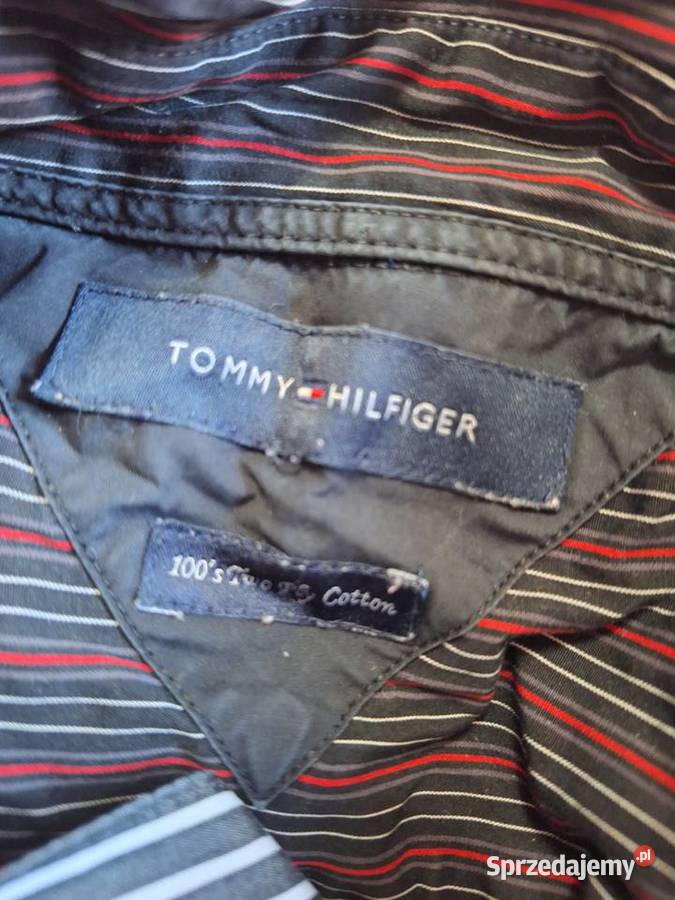 TOMMY HILFIGER
100's Two Ply Cotton
Sprzedajemy.pl